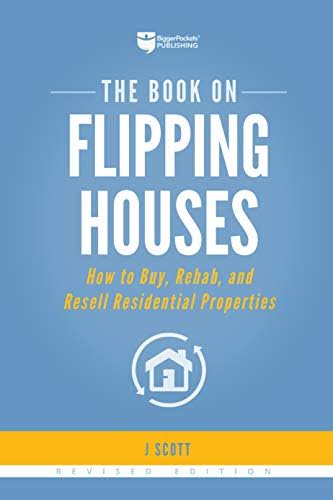 BiggerPockets®
PUBLISHING
THE BOOK ON
FLIPPING
HOUSES
How to Buy, Rehab, and
Resell Residential Properties
J SCOTT
REVISED EDITION